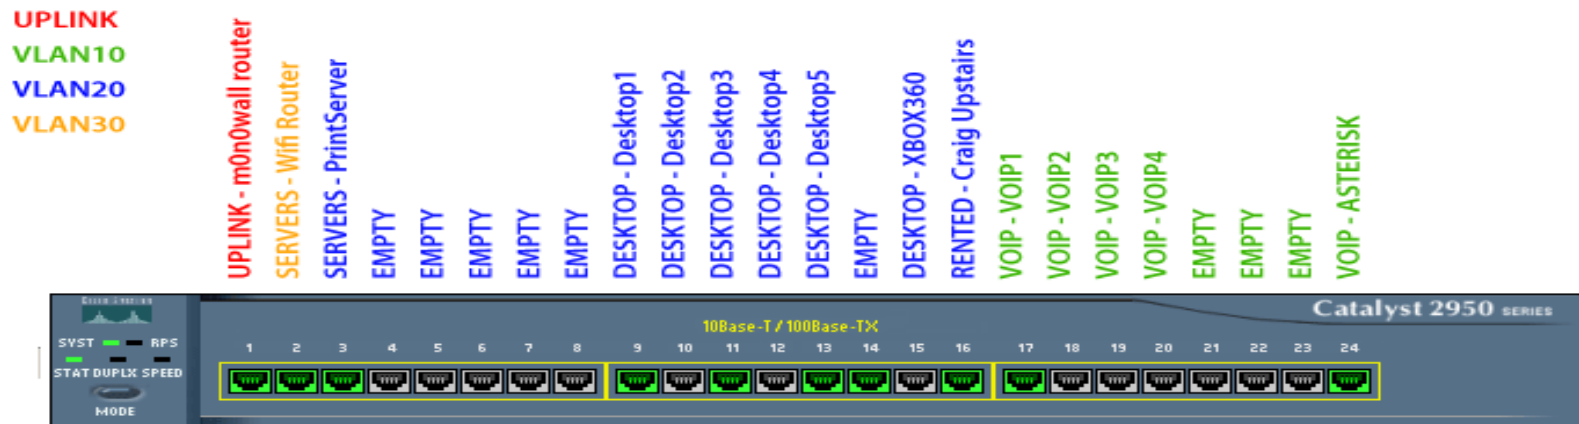 UPLINK
VLAN10
VLAN20
VLAN30
UPLINK - m0n0wall router
SERVERS - Wifi Router
SERVERS - PrintServer
EMPTY
EMPTY
EMPTY
EMPTY
EMPTY
DESKTOP - Desktop1
DESKTOP - Desktop2
DESKTOP - Desktop3
DESKTOP - Desktop4
DESKTOP - Desktop5
EMPTY
DESKTOP - XBOX360
RENTED - Craig Upstairs
VOIP - VOIP1
VOIP - VOIP2
VOIP - VOIP3
VOIP - VOIP4
EMPTY
EMPTY
EMPTY
VOIP - ASTERISK
Catalyst 2950 SERIES
10Base-T / 100Base-TX
SYST RPS
STAT DUPLX SPEED
MODE
1 2 3 4 5 6 7 8 9 10 11 12 13 14 15 16 17 18 19 20 21 22 23 24